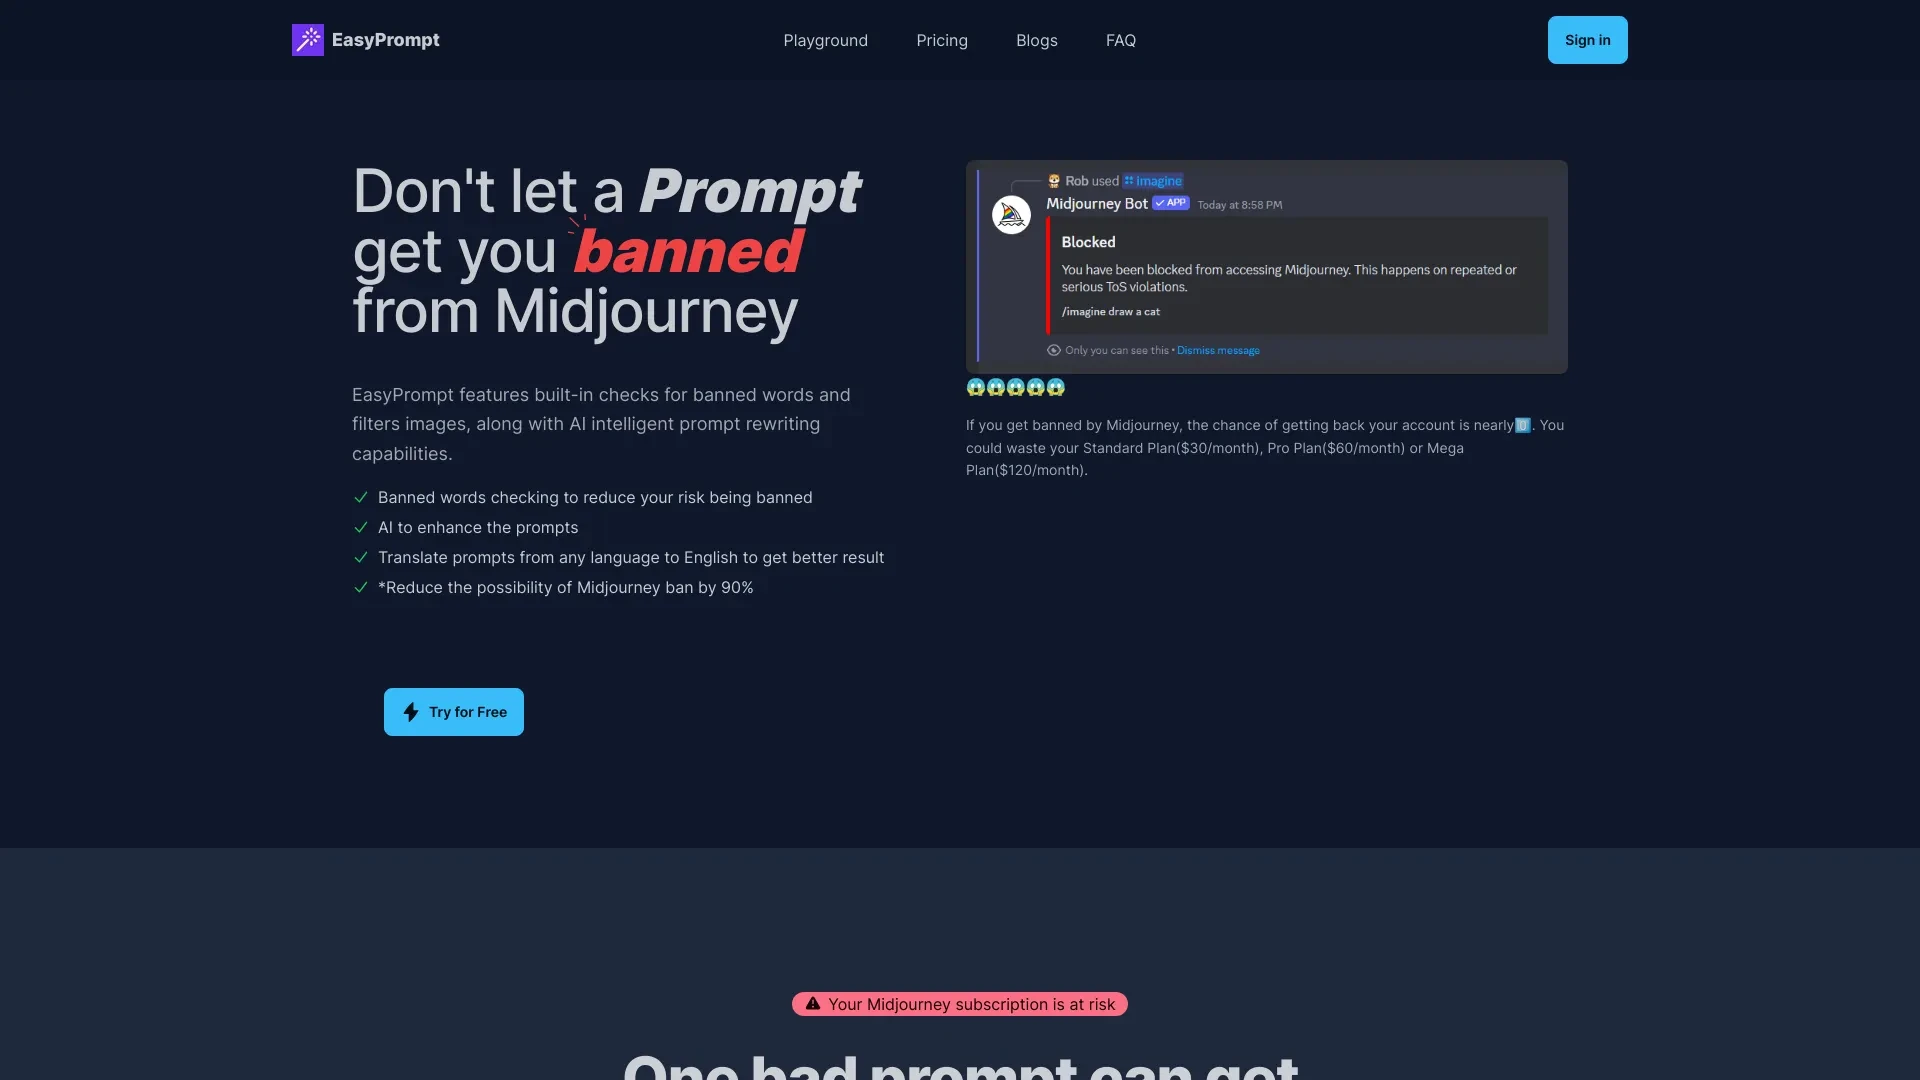 EasyPrompt
Playground
Pricing
Blogs
FAQ
Sign in
Don't let a Prompt
get you banned
from Midjourney
EasyPrompt features built-in checks for banned words and
filters images, along with AI intelligent prompt rewriting
capabilities.
Banned words checking to reduce your risk being banned
AI to enhance the prompts
Translate prompts from any language to English to get better result
*Reduce the possibility of Midjourney ban by 90%
Try for Free
Rob used imagine
Midjourney Bot APP Today at 8:58 PM
Blocked
You have been blocked from accessing Midjourney. This happens on repeated or
serious ToS violations.
/imagine draw a cat
Only you can see this • Dismiss message
If you get banned by Midjourney, the chance of getting back your account is nearly0️⃣. You
could waste your Standard Plan($30/month), Pro Plan($60/month) or Mega
Plan($120/month).
Your Midjourney subscription is at risk
One bad prompt can get